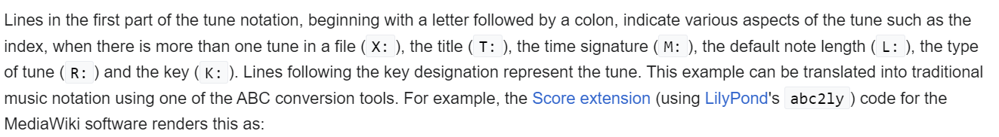 Lines in the first part of the tune notation, beginning with a letter followed by a colon, indicate various aspects of the tune such as the
index, when there is more than one tune in a file ( X: ), the title ( T: ), the time signature ( M: ), the default note length ( L: ), the type
of tune ( R: ) and the key ( K: ). Lines following the key designation represent the tune. This example can be translated into traditional
music notation using one of the ABC conversion tools. For example, the Score extension (using LilyPond's abc2ly ) code for the
MediaWiki software renders this as: